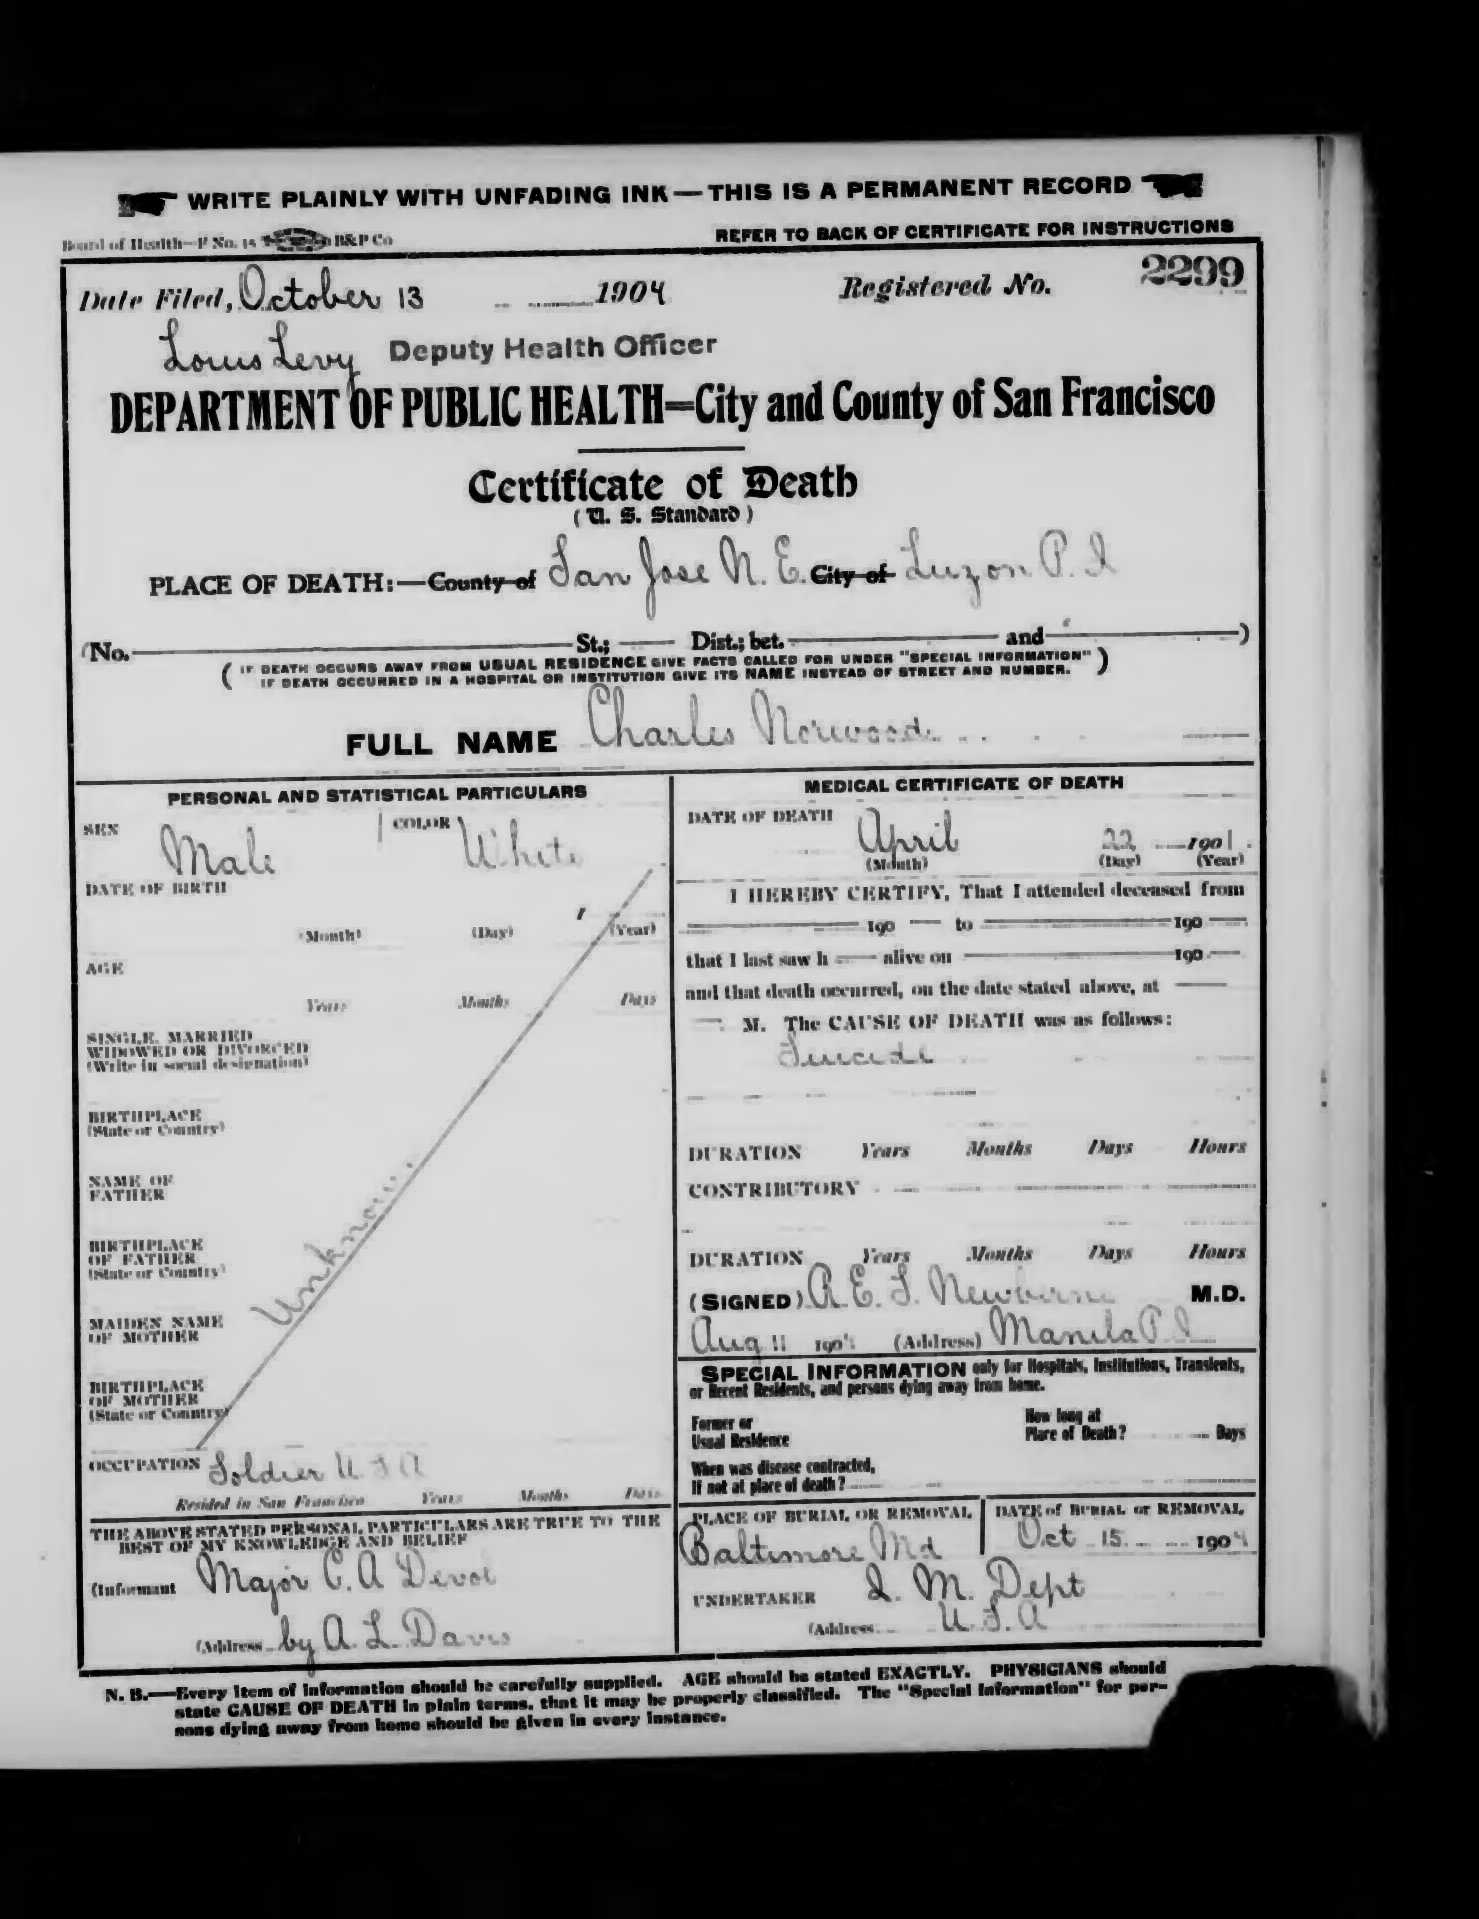 WRITE PLAINLY WITH UNFADING INK — THIS IS A PERMANENT RECORD
Board of Health—F No. 15 B&P Co
REFER TO BACK OF CERTIFICATE FOR INSTRUCTIONS
Date Filed, October 13 1904 Registered No. 2299
Louis Levy Deputy Health Officer
DEPARTMENT OF PUBLIC HEALTH=City and County of San Francisco
Certificate of Death
(U. S. Standard)
PLACE OF DEATH:—County of San Jose N. E. City of Luzon P. I
(No. St.; Dist.; bet. and )
( IF DEATH OCCURS AWAY FROM USUAL RESIDENCE GIVE FACTS CALLED FOR UNDER "SPECIAL INFORMATION"
IF DEATH OCCURRED IN A HOSPITAL OR INSTITUTION GIVE ITS NAME INSTEAD OF STREET AND NUMBER. )
FULL NAME Charles Norwood
PERSONAL AND STATISTICAL PARTICULARS
SEX Male COLOR White
DATE OF BIRTH
(Month) (Day) (Year)
AGE
Years Months Days
SINGLE, MARRIED
WIDOWED OR DIVORCED
(Write in social designation)
BIRTHPLACE
(State or Country)
NAME OF
FATHER
Unknown
BIRTHPLACE
OF FATHER
(State or Country)
MAIDEN NAME
OF MOTHER
BIRTHPLACE
OF MOTHER
(State or Country)
OCCUPATION Soldier U S A
Resided in San Francisco Years Months Days
THE ABOVE STATED PERSONAL PARTICULARS ARE TRUE TO THE
BEST OF MY KNOWLEDGE AND BELIEF
(Informant Major C. A Devol
(Address by A. L. Davis
MEDICAL CERTIFICATE OF DEATH
DATE OF DEATH April 22 1901.
(Month) (Day) (Year)
I HEREBY CERTIFY, That I attended deceased from
190 to 190
that I last saw h alive on 190
and that death occurred, on the date stated above, at
M. The CAUSE OF DEATH was as follows:
Suicide
DURATION Years Months Days Hours
CONTRIBUTORY
DURATION Years Months Days Hours
(SIGNED) A. E. S. Newberne M.D.
Aug 11 1904 (Address) Manila P. I
SPECIAL INFORMATION only for Hospitals, Institutions, Transients,
or Recent Residents, and persons dying away from home.
Former or
Usual Residence
How long at
Place of Death? Days
When was disease contracted,
If not at place of death?
PLACE OF BURIAL OR REMOVAL DATE of BURIAL or REMOVAL
Baltimore Md Oct 15 1904
UNDERTAKER Q. M. Dept
(Address U. S. A
N. B.—Every item of information should be carefully supplied. AGE should be stated EXACTLY. PHYSICIANS should
state CAUSE OF DEATH in plain terms, that it may be properly classified. The "Special Information" for per-
sons dying away from home should be given in every instance.